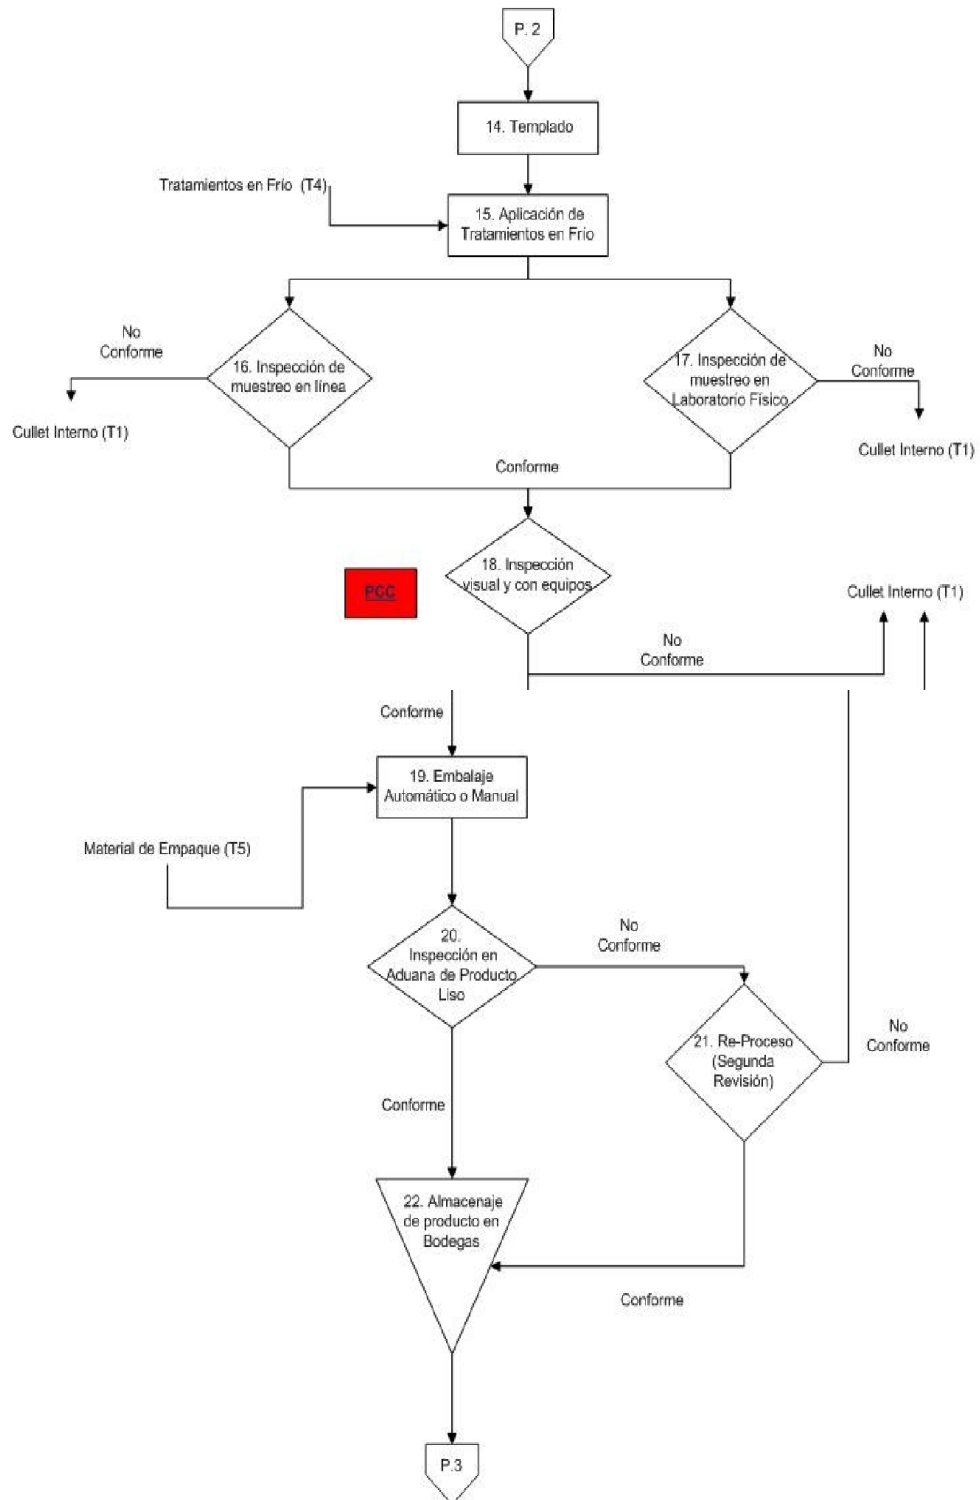 P. 2
14. Templado
Tratamientos en Frío (T4)
15. Aplicación de
Tratamientos en Frío
No
Conforme
16. Inspección de
muestreo en línea
17. Inspección de
muestreo en
Laboratorio Físico
No
Conforme
Cullet Interno (T1)
Cullet Interno (T1)
Conforme
18. Inspección
visual y con equipos
PCC
Cullet Interno (T1)
No
Conforme
Conforme
19. Embalaje
Automático o Manual
Material de Empaque (T5)
20.
Inspección en
Aduana de Producto
Liso
No
Conforme
21. Re-Proceso
(Segunda
Revisión)
No
Conforme
Conforme
22. Almacenaje
de producto en
Bodegas
Conforme
P.3